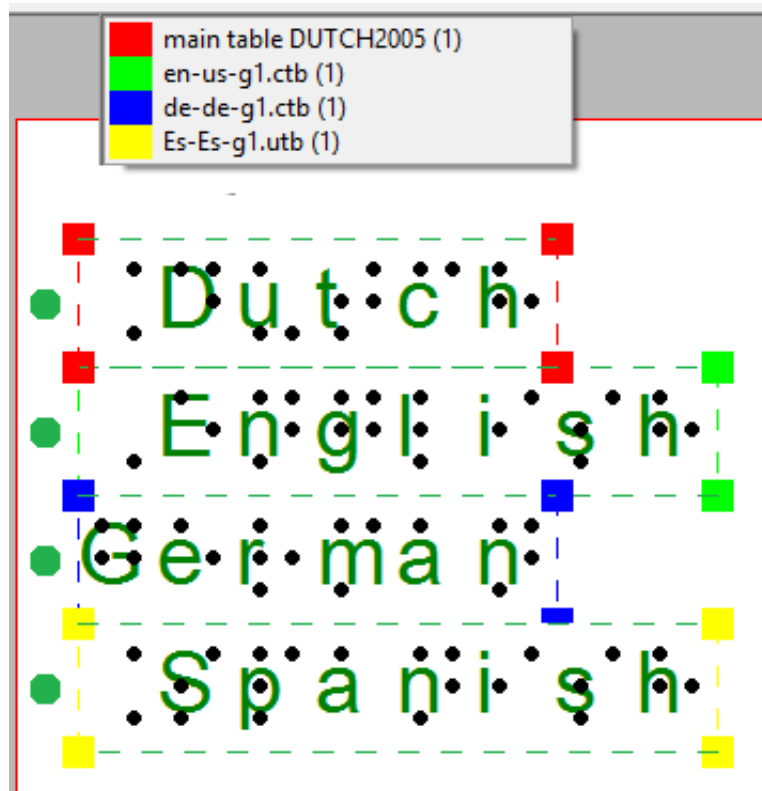 main table DUTCH2005 (1)
en-us-g1.ctb (1)
de-de-g1.ctb (1)
Es-Es-g1.utb (1)
Dutch
English
German
Spanish